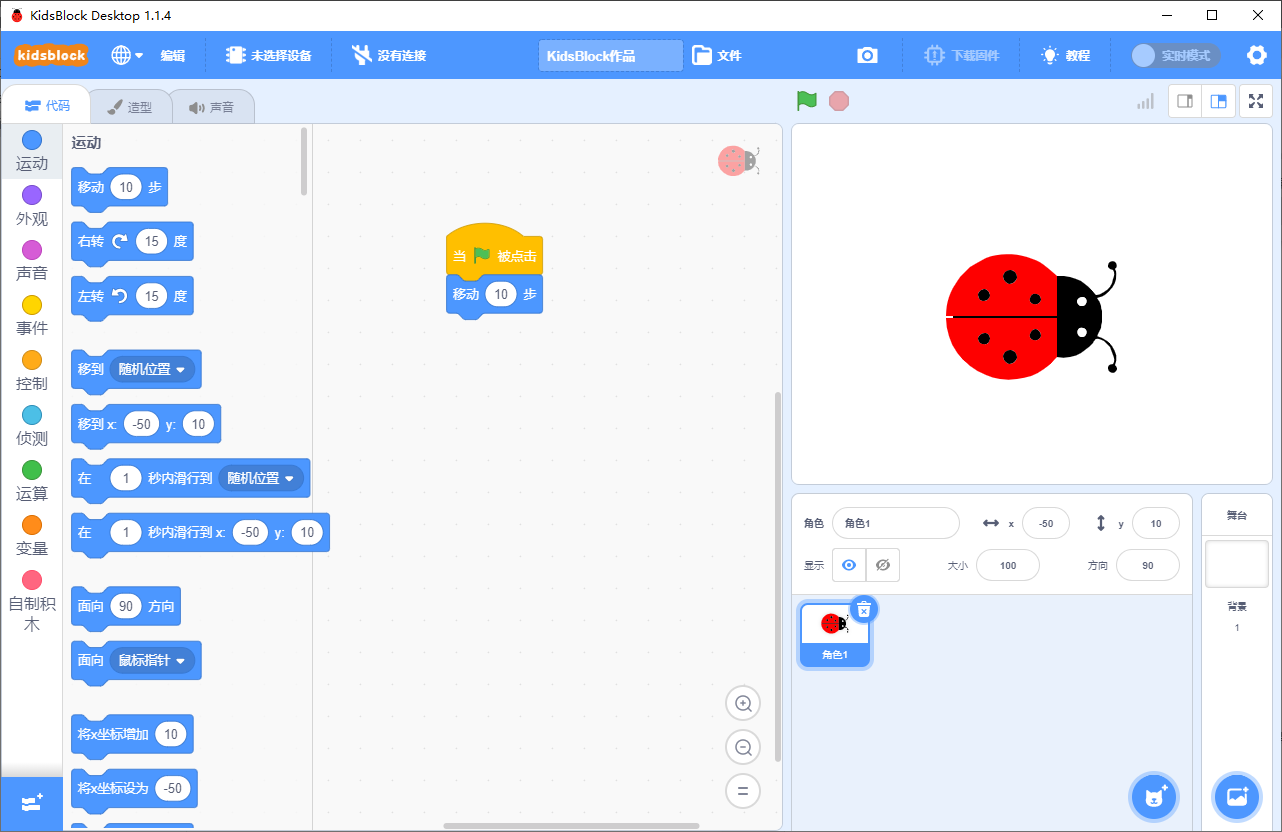 KidsBlock Desktop 1.1.4
kidsblock 编辑 未选择设备 没有连接 KidsBlock作品 文件 下载固件 教程 实时模式
代码 造型 声音
运动
外观
声音
事件
控制
侦测
运算
变量
自制积
木
运动
移动 10 步
右转 15 度
左转 15 度
移到 随机位置
移到 x: -50 y: 10
在 1 秒内滑行到 随机位置
在 1 秒内滑行到 x: -50 y: 10
面向 90 方向
面向 鼠标指针
将x坐标增加 10
将x坐标设为 -50
当 被点击
移动 10 步
角色 角色1 x -50 y 10
显示 大小 100 方向 90
角色1
舞台
背景
1